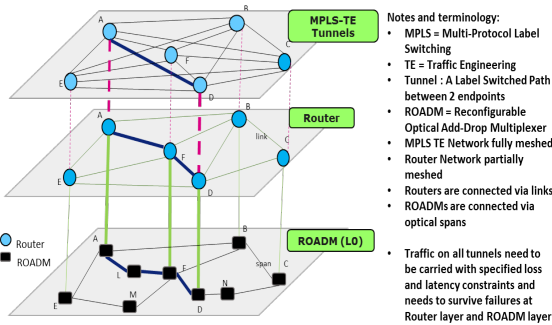 MPLS-TE
Tunnels
A
B
C
D
E
F
Router
A
B
C
D
E
F
link
ROADM (L0)
A
B
C
D
E
F
L
M
N
span
Router
ROADM
Notes and terminology:
• MPLS = Multi-Protocol Label
Switching
• TE = Traffic Engineering
• Tunnel : A Label Switched Path
between 2 endpoints
• ROADM = Reconfigurable
Optical Add-Drop Multiplexer
• MPLS TE Network fully meshed
• Router Network partially
meshed
• Routers are connected via links
• ROADMs are connected via
optical spans
• Traffic on all tunnels need to
be carried with specified loss
and latency constraints and
needs to survive failures at
Router layer and ROADM layer